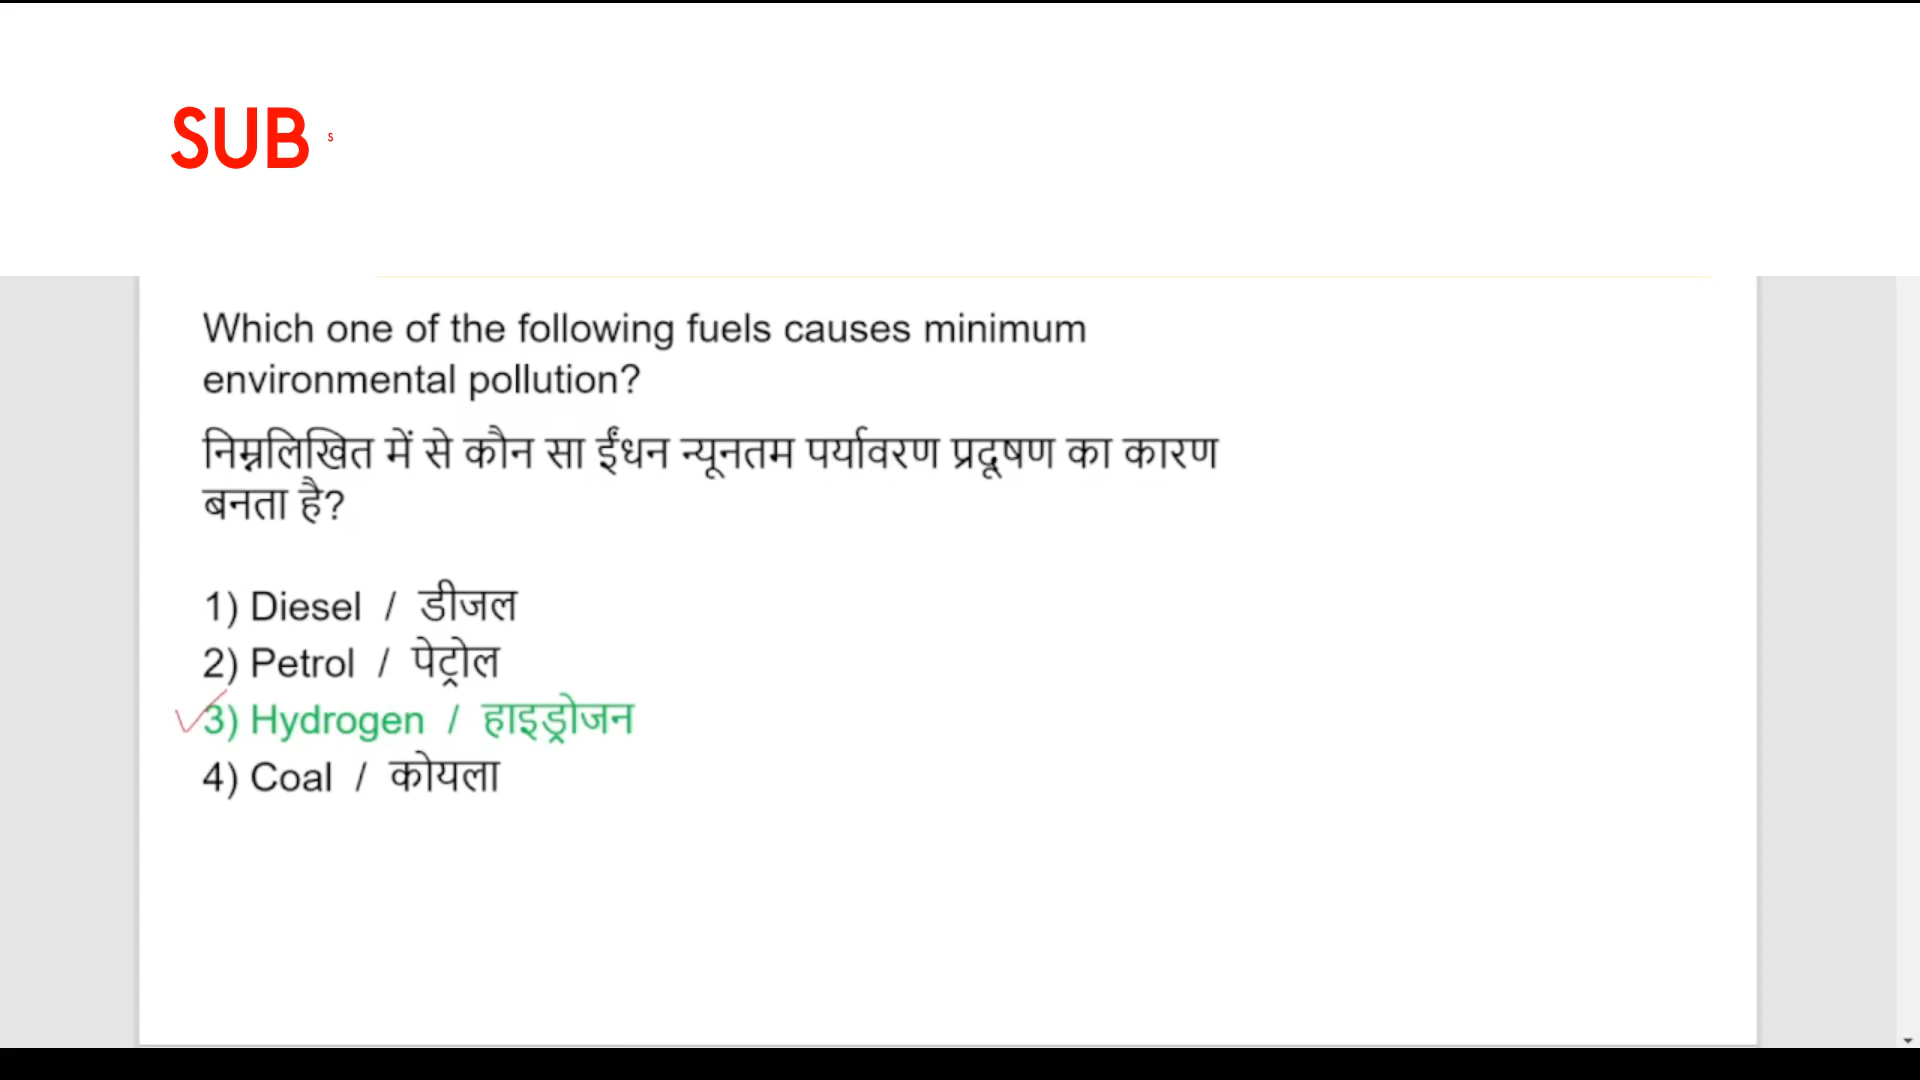 SUB S
Which one of the following fuels causes minimum
environmental pollution?
निम्नलिखित में से कौन सा ईंधन न्यूनतम पर्यावरण प्रदूषण का कारण
बनता है?
1) Diesel / डीजल
2) Petrol / पेट्रोल
3) Hydrogen / हाइड्रोजन
4) Coal / कोयला